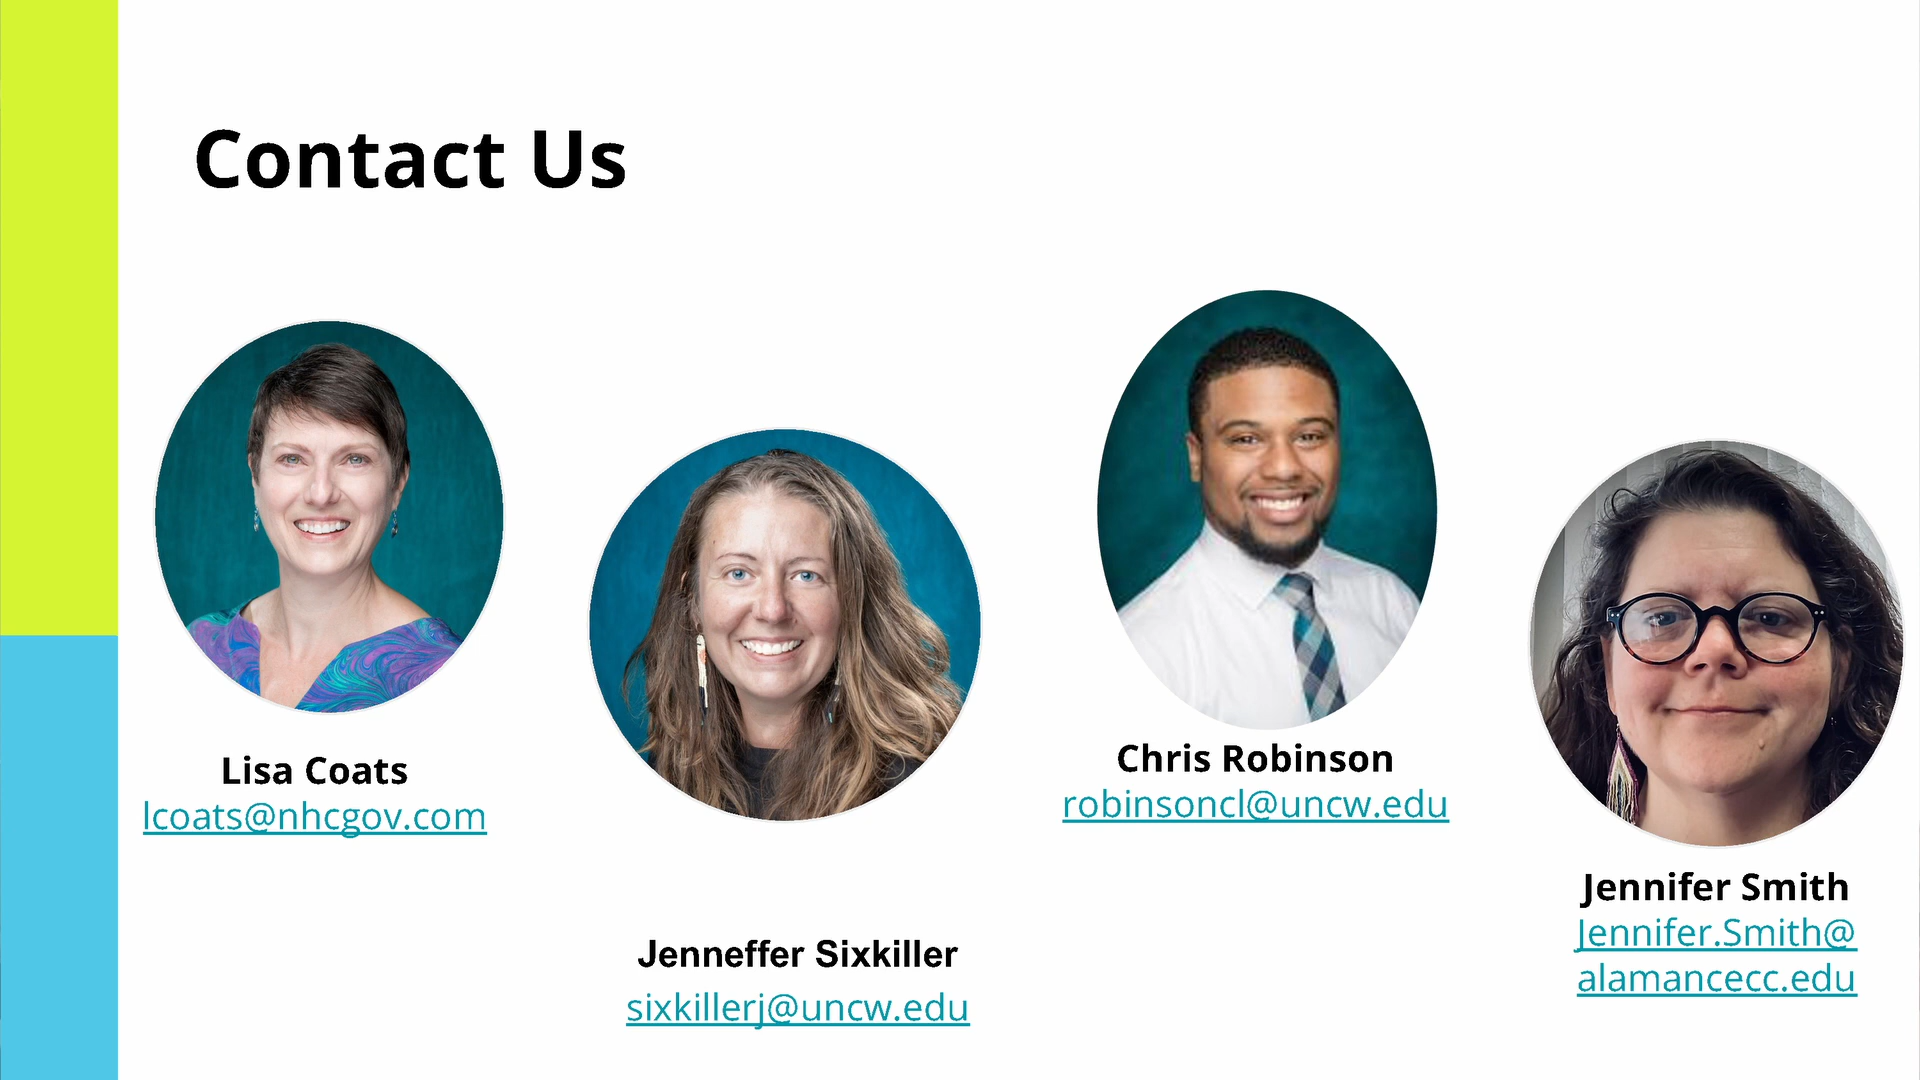 Contact Us
Lisa Coats
lcoats@nhcgov.com
Jenneffer Sixkiller
sixkillerj@uncw.edu
Chris Robinson
robinsoncl@uncw.edu
Jennifer Smith
Jennifer.Smith@
alamancecc.edu